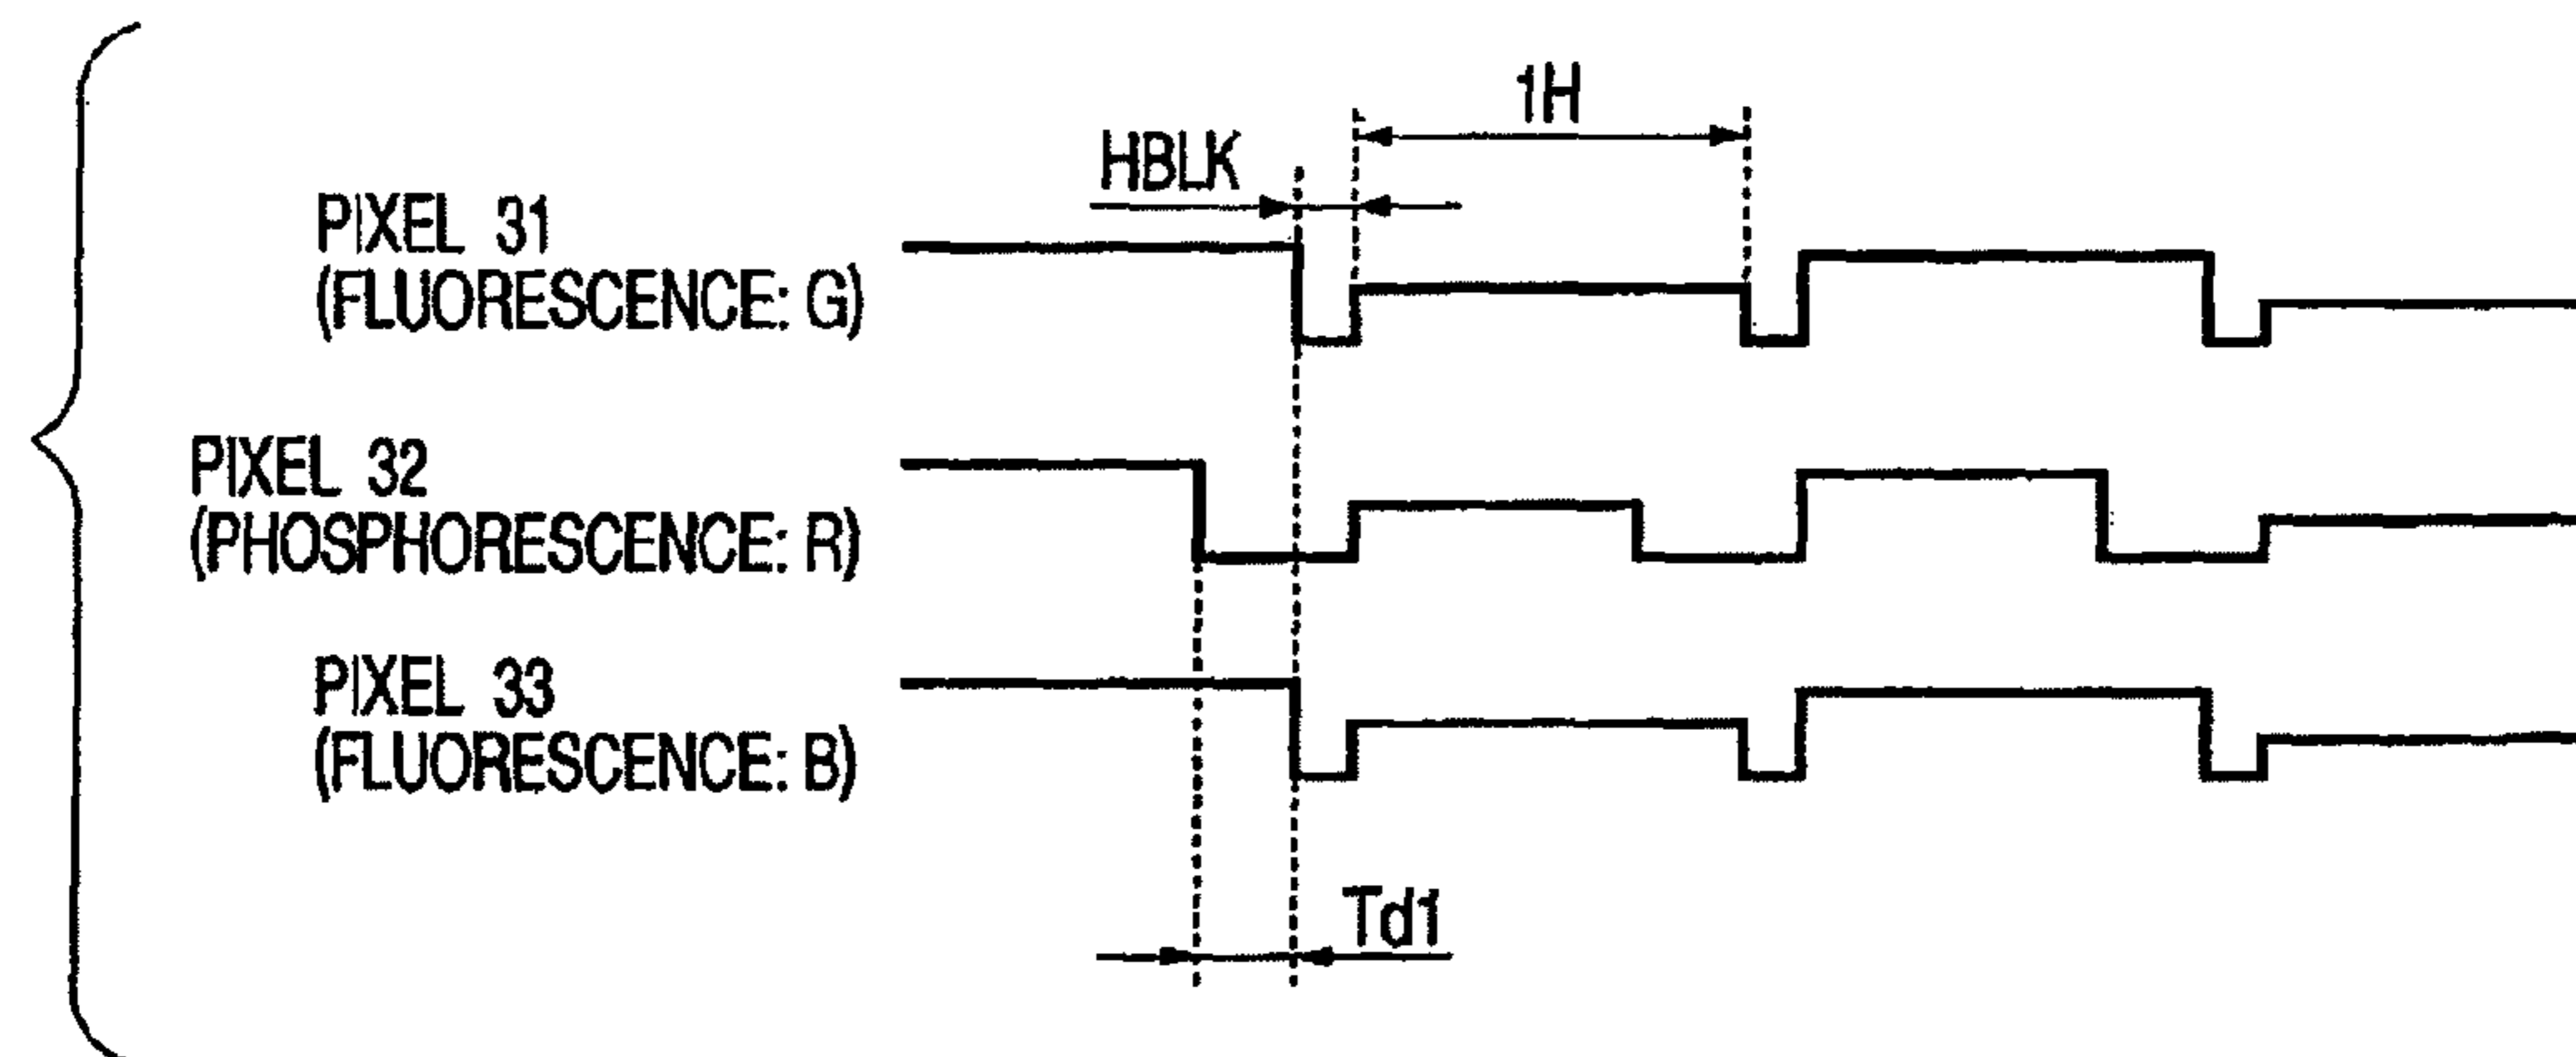 1H
HBLK
PIXEL 31
(FLUORESCENCE: G)
PIXEL 32
(PHOSPHORESCENCE: R)
PIXEL 33
(FLUORESCENCE: B)
Td1